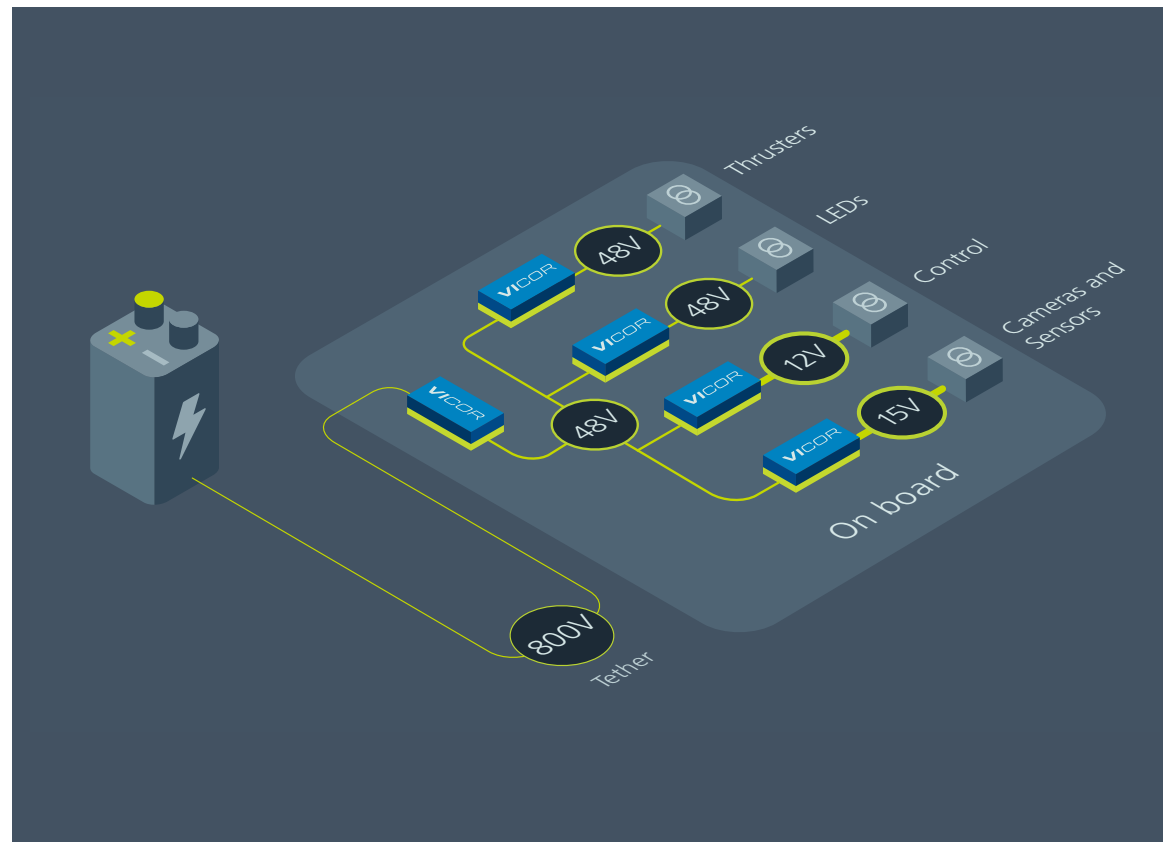 Thrusters
LEDs
Control
Cameras and
Sensors
48V
48V
12V
15V
VICOR
VICOR
VICOR
VICOR
VICOR
48V
On board
800V
Tether